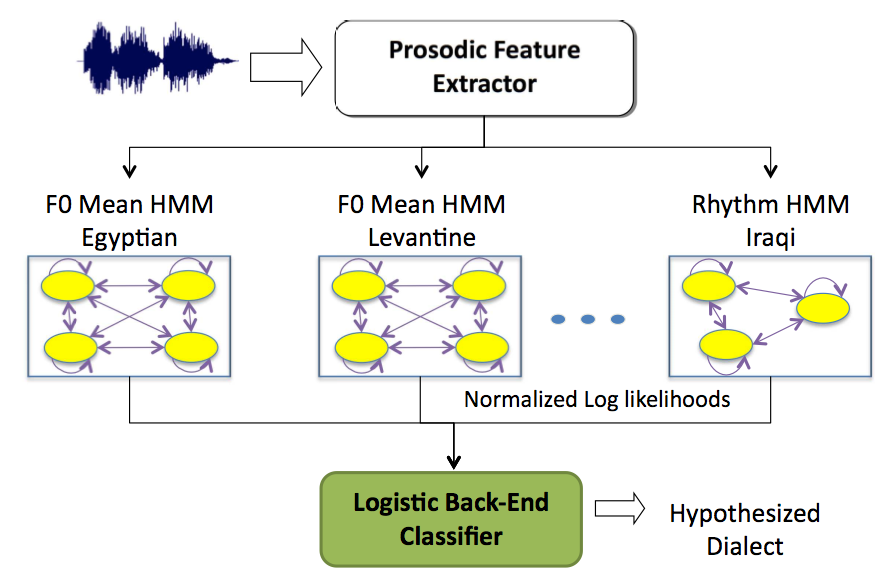 Prosodic Feature
Extractor
F0 Mean HMM
Egyptian
F0 Mean HMM
Levantine
Rhythm HMM
Iraqi
Normalized Log likelihoods
Logistic Back-End
Classifier
Hypothesized
Dialect